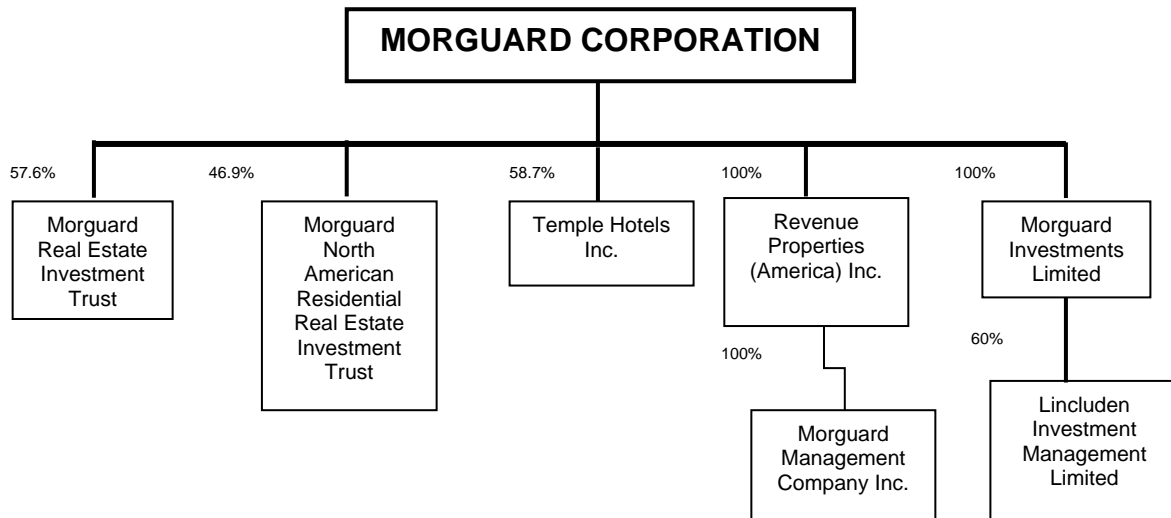 MORGUARD CORPORATION
57.6%
46.9%
58.7%
100%
100%
Morguard
Real Estate
Investment
Trust
Morguard
North
American
Residential
Real Estate
Investment
Trust
Temple Hotels
Inc.
Revenue
Properties
(America) Inc.
Morguard
Investments
Limited
100%
60%
Morguard
Management
Company Inc.
Lincluden
Investment
Management
Limited